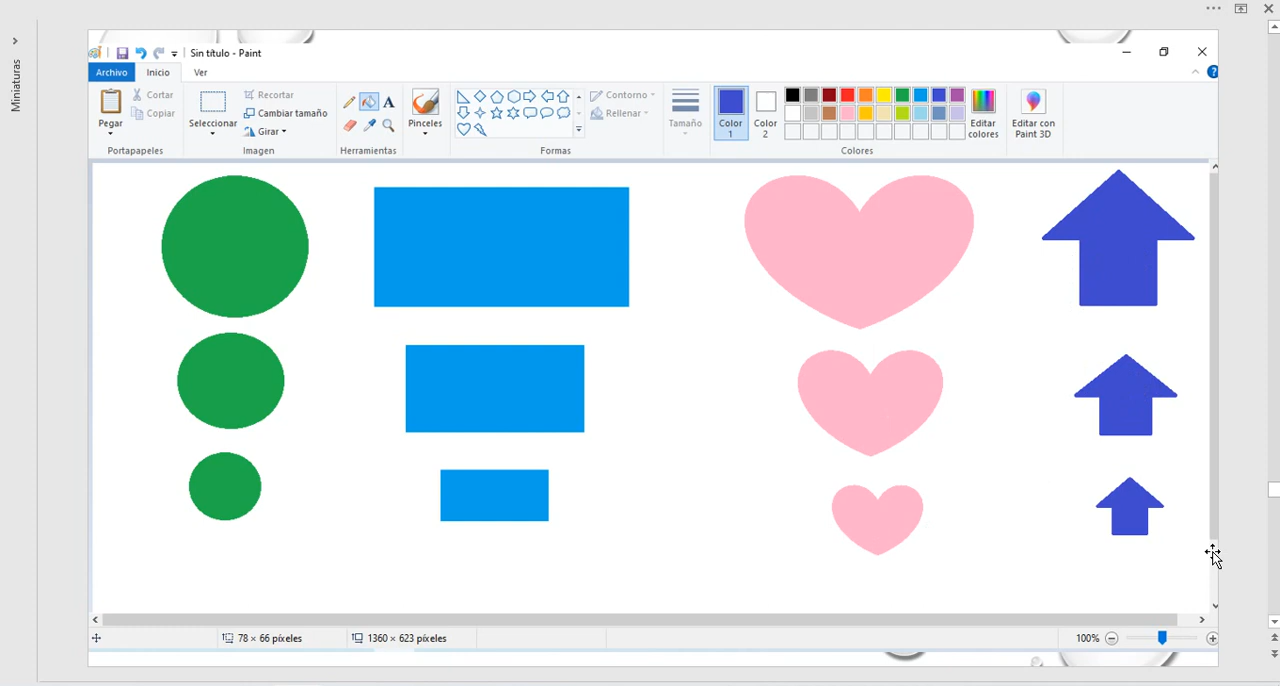 Miniaturas
Sin título - Paint
Archivo Inicio Ver
Pegar
Cortar
Copiar
Portapapeles
Seleccionar
Recortar
Cambiar tamaño
Girar
Imagen
A
Herramientas
Pinceles
Contorno
Rellenar
Formas
Tamaño
Color
1
Color
2
Editar
colores
Colores
Editar con
Paint 3D
?
78 × 66 píxeles
1360 × 623 píxeles
100%